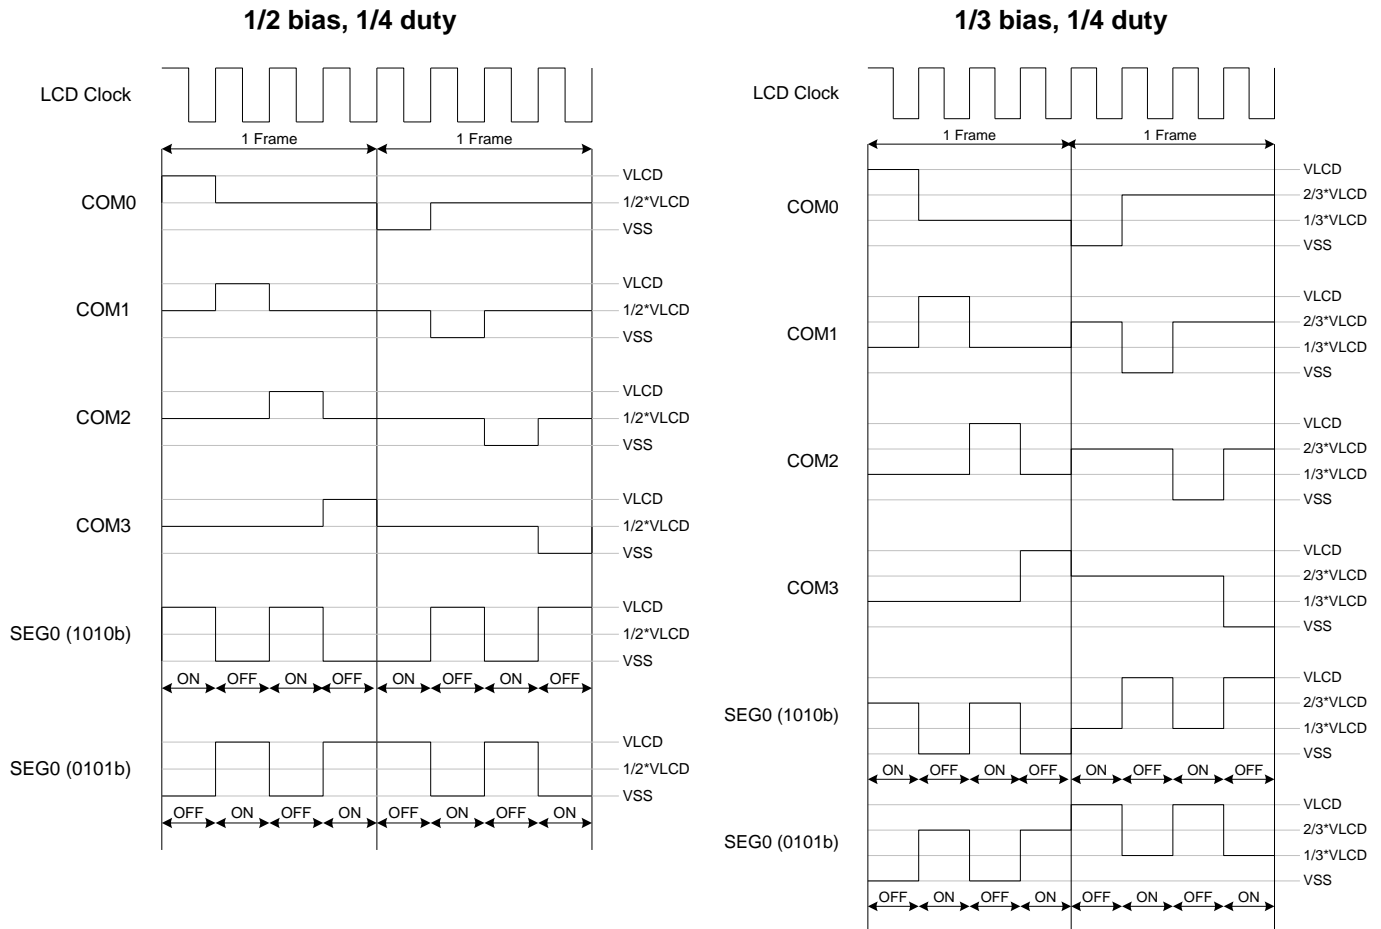 1/2 bias, 1/4 duty
LCD Clock
1 Frame 1 Frame
COM0
VLCD
1/2*VLCD
VSS
COM1
VLCD
1/2*VLCD
VSS
COM2
VLCD
1/2*VLCD
VSS
COM3
VLCD
1/2*VLCD
VSS
SEG0 (1010b)
VLCD
1/2*VLCD
VSS
ON OFF ON OFF ON OFF ON OFF
SEG0 (0101b)
VLCD
1/2*VLCD
VSS
OFF ON OFF ON OFF ON OFF ON
1/3 bias, 1/4 duty
LCD Clock
1 Frame 1 Frame
COM0
VLCD
2/3*VLCD
1/3*VLCD
VSS
COM1
VLCD
2/3*VLCD
1/3*VLCD
VSS
COM2
VLCD
2/3*VLCD
1/3*VLCD
VSS
COM3
VLCD
2/3*VLCD
1/3*VLCD
VSS
SEG0 (1010b)
VLCD
2/3*VLCD
1/3*VLCD
VSS
ON OFF ON OFF ON OFF ON OFF
SEG0 (0101b)
VLCD
2/3*VLCD
1/3*VLCD
VSS
OFF ON OFF ON OFF ON OFF ON